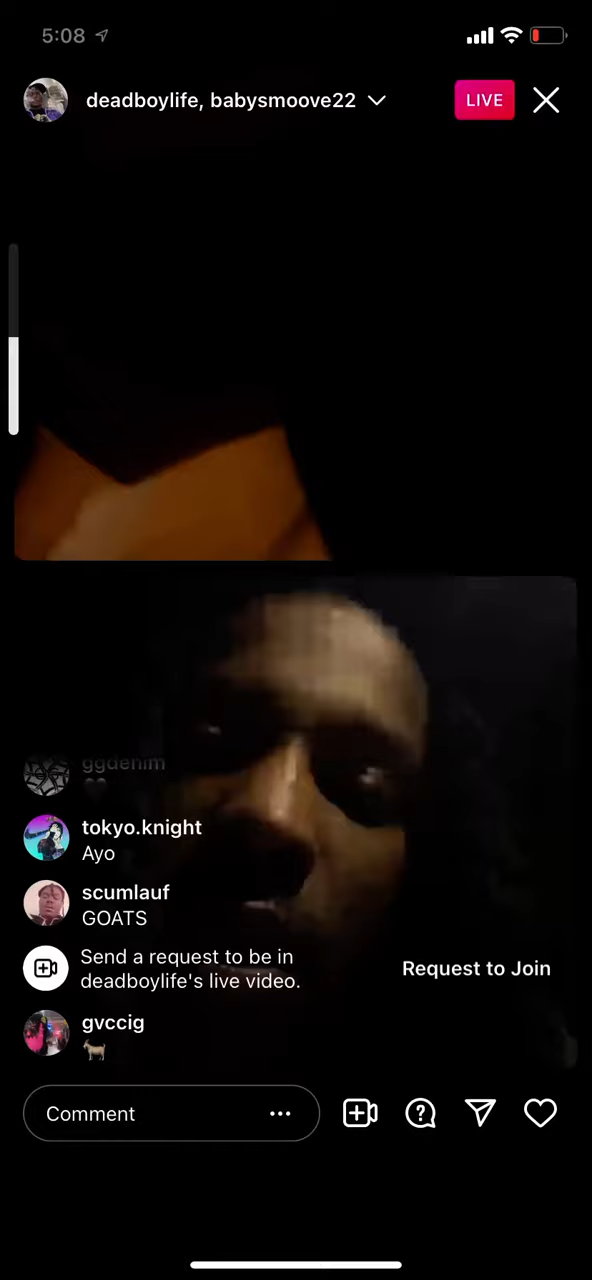 5:08
deadboylife, babysmoove22
LIVE
ggdenim
tokyo.knight
Ayo
scumlauf
GOATS
Send a request to be in
deadboylife's live video.
Request to Join
gvccig
Comment